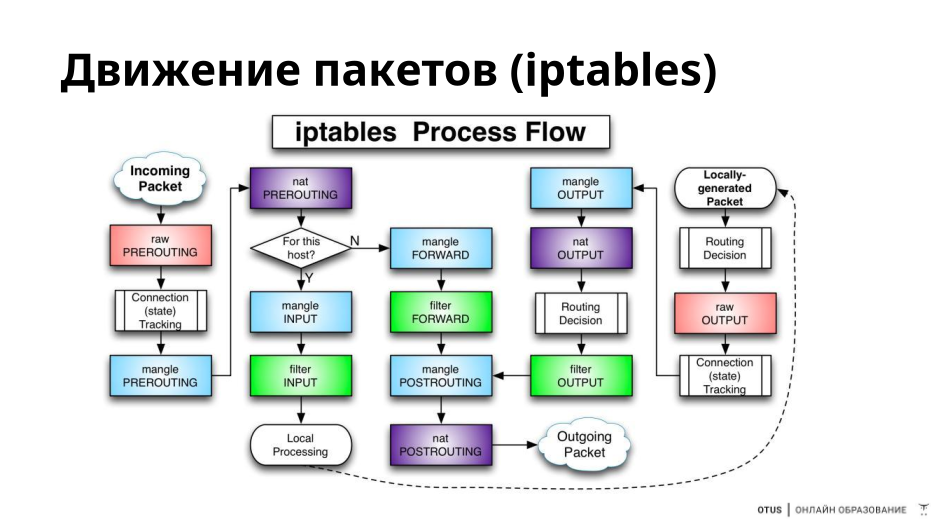 Движение пакетов (iptables)
iptables Process Flow
Incoming
Packet
raw
PREROUTING
Connection
(state)
Tracking
mangle
PREROUTING
nat
PREROUTING
For this
host?
N
Y
mangle
INPUT
filter
INPUT
Local
Processing
mangle
FORWARD
filter
FORWARD
mangle
POSTROUTING
nat
POSTROUTING
Outgoing
Packet
mangle
OUTPUT
nat
OUTPUT
Routing
Decision
filter
OUTPUT
Locally-
generated
Packet
Routing
Decision
raw
OUTPUT
Connection
(state)
Tracking
OTUS | ОНЛАЙН ОБРАЗОВАНИЕ